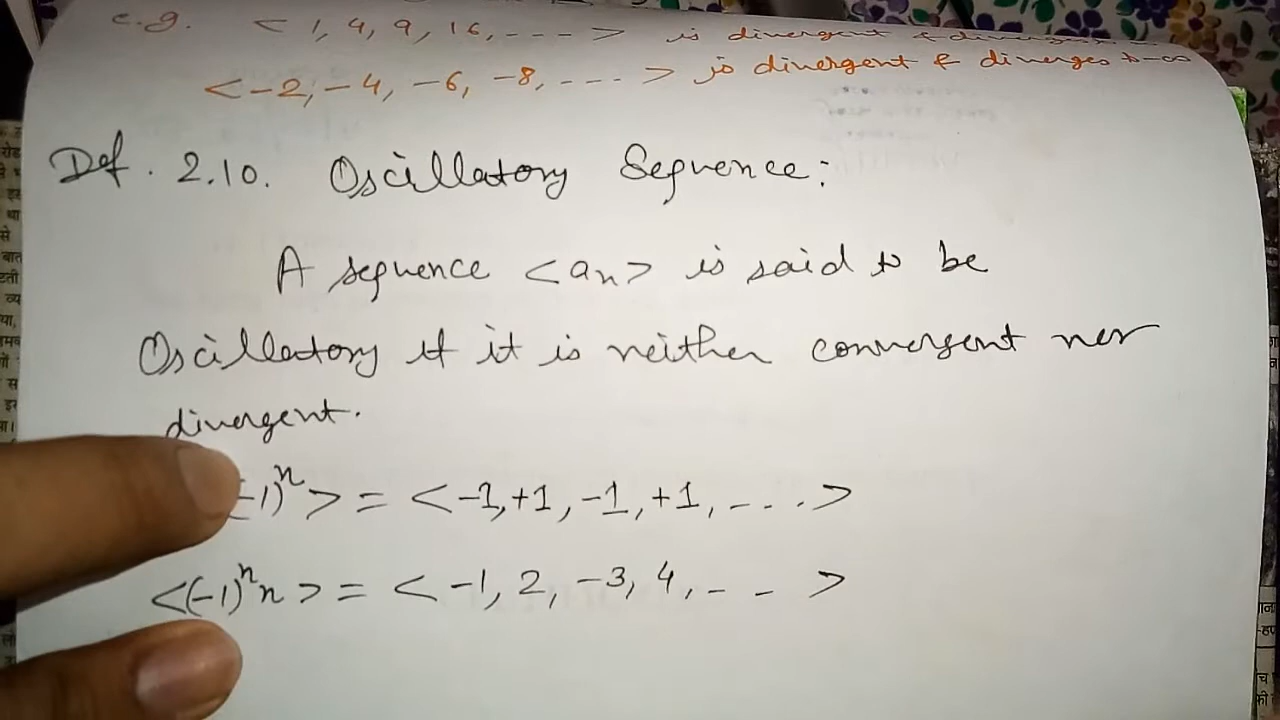 e.g. < 1, 4, 9, 16, - - - > is divergent & diverges
< -2, -4, -6, -8, - - - > is divergent & diverges to -∞
Def. 2.10. Oscillatory Sequence:
A sequence <an> is said to be
Oscillatory if it is neither convergent nor
divergent.
-1)^n > = < -1, +1, -1, +1, - - - >
<(-1)^n n > = < -1, 2, -3, 4, - - >